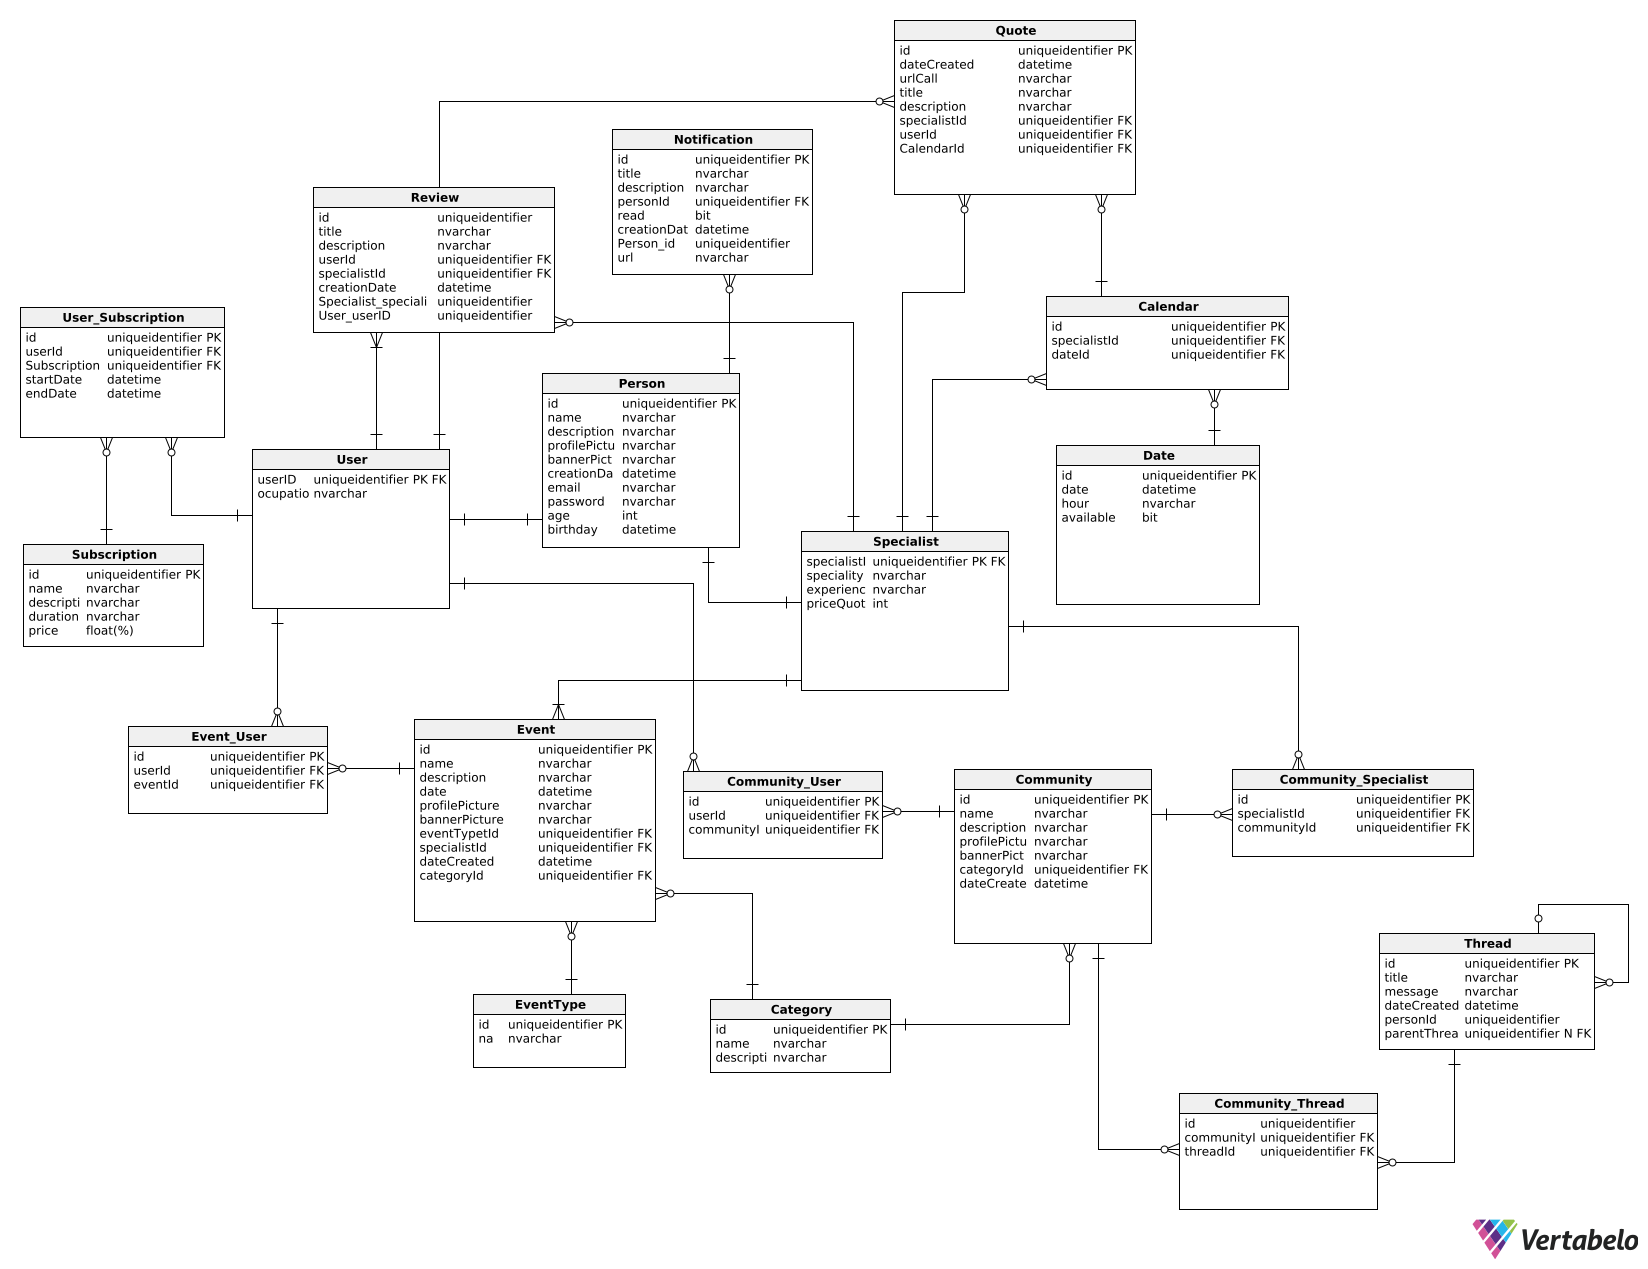 Quote
id uniqueidentifier PK
dateCreated datetime
urlCall nvarchar
title nvarchar
description nvarchar
specialistId uniqueidentifier FK
userId uniqueidentifier FK
CalendarId uniqueidentifier FK
Notification
id uniqueidentifier PK
title nvarchar
description nvarchar
personId uniqueidentifier FK
read bit
creationDat datetime
Person_id uniqueidentifier
url nvarchar
Review
id uniqueidentifier
title nvarchar
description nvarchar
userId uniqueidentifier FK
specialistId uniqueidentifier FK
creationDate datetime
Specialist_speciali uniqueidentifier
User_userID uniqueidentifier
User_Subscription
id uniqueidentifier PK
userId uniqueidentifier FK
Subscription uniqueidentifier FK
startDate datetime
endDate datetime
Calendar
id uniqueidentifier PK
specialistId uniqueidentifier FK
dateId uniqueidentifier FK
Person
id uniqueidentifier PK
name nvarchar
description nvarchar
profilePictu nvarchar
bannerPict nvarchar
creationDa datetime
email nvarchar
password nvarchar
age int
birthday datetime
User
userID uniqueidentifier PK FK
ocupatio nvarchar
Date
id uniqueidentifier PK
date datetime
hour nvarchar
available bit
Subscription
id uniqueidentifier PK
name nvarchar
descripti nvarchar
duration nvarchar
price float(%)
Specialist
specialistI uniqueidentifier PK FK
speciality nvarchar
experienc nvarchar
priceQuot int
Event_User
id uniqueidentifier PK
userId uniqueidentifier FK
eventId uniqueidentifier FK
Event
id uniqueidentifier PK
name nvarchar
description nvarchar
date datetime
profilePicture nvarchar
bannerPicture nvarchar
eventTypetId uniqueidentifier FK
specialistId uniqueidentifier FK
dateCreated datetime
categoryId uniqueidentifier FK
Community_User
id uniqueidentifier PK
userId uniqueidentifier FK
communityI uniqueidentifier FK
Community
id uniqueidentifier PK
name nvarchar
description nvarchar
profilePictu nvarchar
bannerPict nvarchar
categoryId uniqueidentifier FK
dateCreate datetime
Community_Specialist
id uniqueidentifier PK
specialistId uniqueidentifier FK
communityId uniqueidentifier FK
Thread
id uniqueidentifier PK
title nvarchar
message nvarchar
dateCreated datetime
personId uniqueidentifier
parentThrea uniqueidentifier N FK
EventType
id uniqueidentifier PK
na nvarchar
Category
id uniqueidentifier PK
name nvarchar
descripti nvarchar
Community_Thread
id uniqueidentifier
communityI uniqueidentifier FK
threadId uniqueidentifier FK
Vertabelo